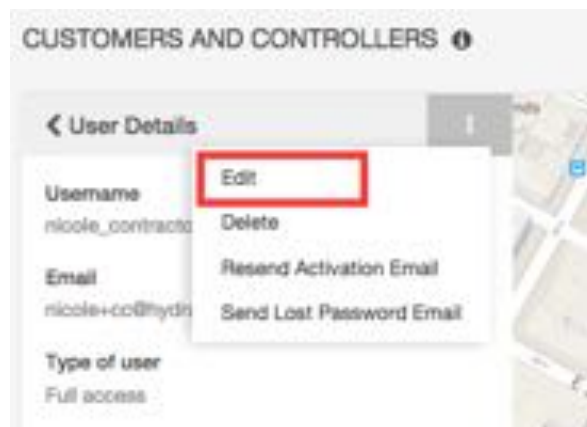 CUSTOMERS AND CONTROLLERS
User Details
Edit
Username
nicole_contracto
Delete
Resend Activation Email
Email
nicole+cc@hydr
Send Lost Password Email
Type of user
Full access